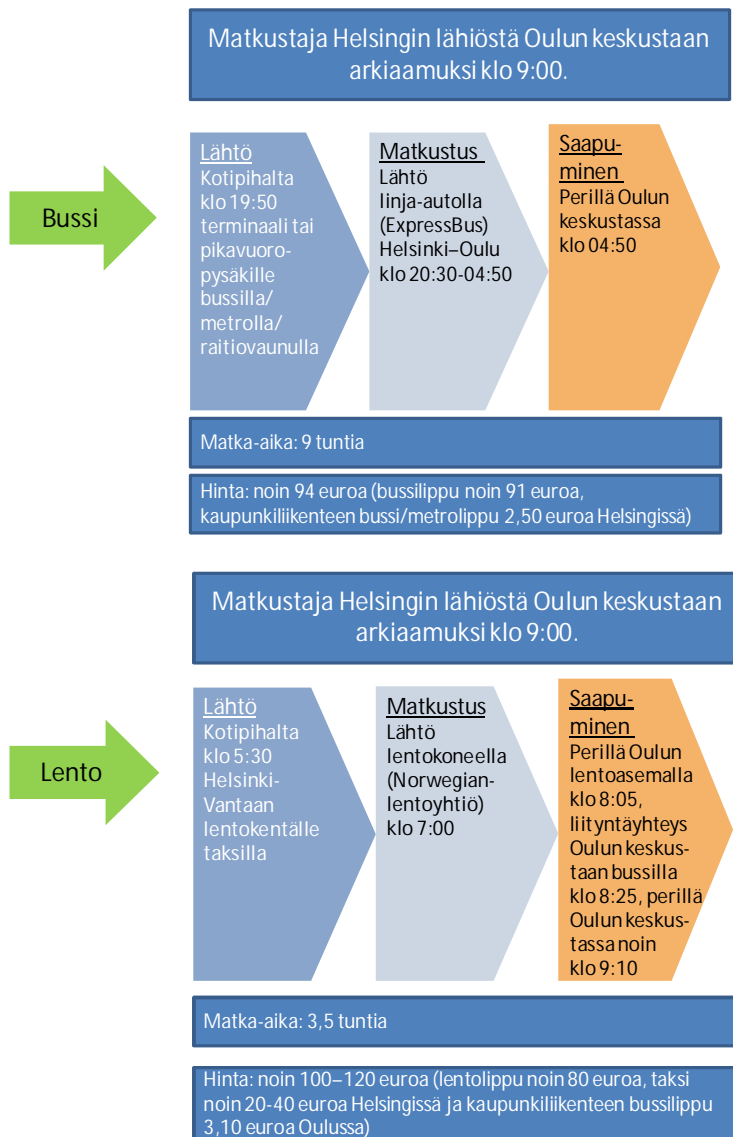 Matkustaja Helsingin lähiöstä Oulun keskustaan
arkiaamuksi klo 9:00.
Bussi
Lähtö
Kotipihalta
klo 19:50
terminaali tai
pikavuoro-
pysäkille
bussilla/
metrolla/
raitiovaunulla
Matkustus
Lähtö
linja-autolla
(ExpressBus)
Helsinki–Oulu
klo 20:30-04:50
Saapu-
minen
Perillä Oulun
keskustassa
klo 04:50
Matka-aika: 9 tuntia
Hinta: noin 94 euroa (bussilippu noin 91 euroa,
kaupunkiliikenteen bussi/metrolippu 2,50 euroa Helsingissä)
Matkustaja Helsingin lähiöstä Oulun keskustaan
arkiaamuksi klo 9:00.
Lento
Lähtö
Kotipihalta
klo 5:30
Helsinki-
Vantaan
lentokentälle
taksilla
Matkustus
Lähtö
lentokoneella
(Norwegian-
lentoyhtiö)
klo 7:00
Saapu-
minen
Perillä Oulun
lentoasemalla
klo 8:05,
liityntäyhteys
Oulun keskus-
taan bussilla
klo 8:25, perillä
Oulun keskus-
tassa noin
klo 9:10
Matka-aika: 3,5 tuntia
Hinta: noin 100–120 euroa (lentolippu noin 80 euroa, taksi
noin 20-40 euroa Helsingissä ja kaupunkiliikenteen bussilippu
3,10 euroa Oulussa)